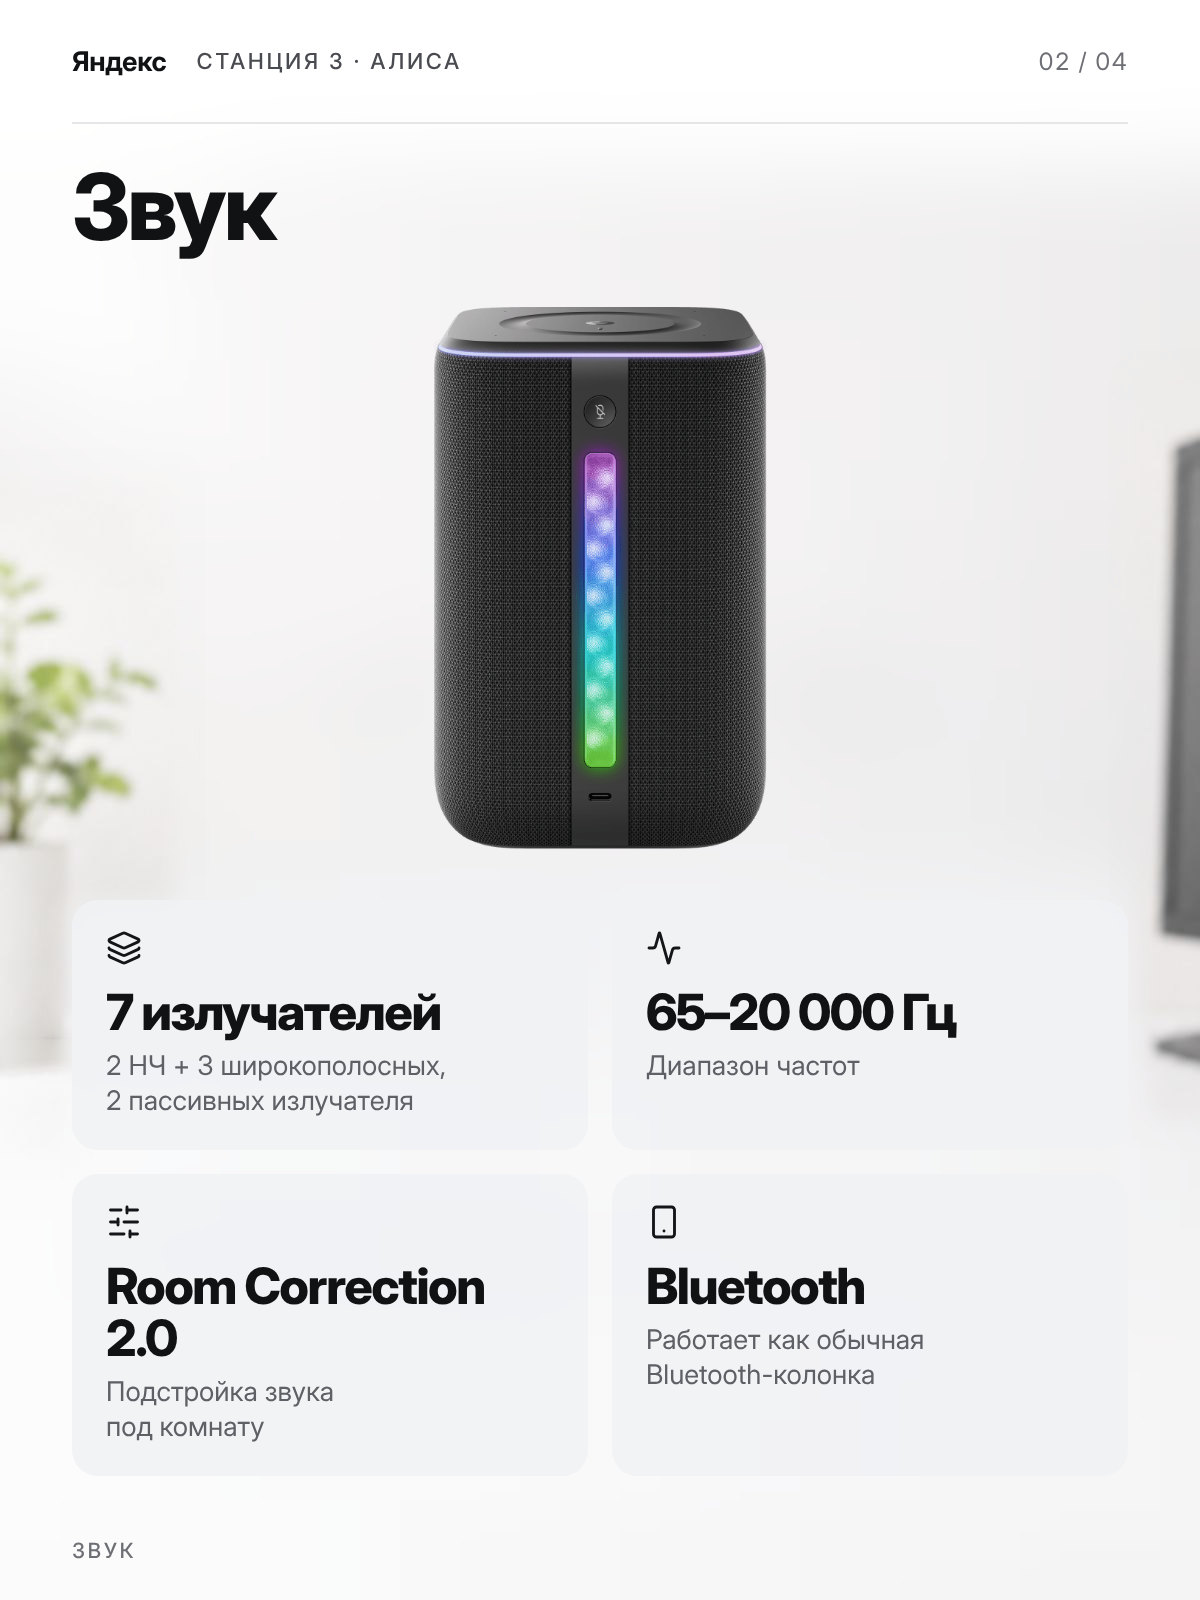 Яндекс СТАНЦИЯ 3 · АЛИСА 02 / 04
Звук
7 излучателей
2 НЧ + 3 широкополосных,
2 пассивных излучателя
65–20 000 Гц
Диапазон частот
Room Correction
2.0
Подстройка звука
под комнату
Bluetooth
Работает как обычная
Bluetooth-колонка
ЗВУК